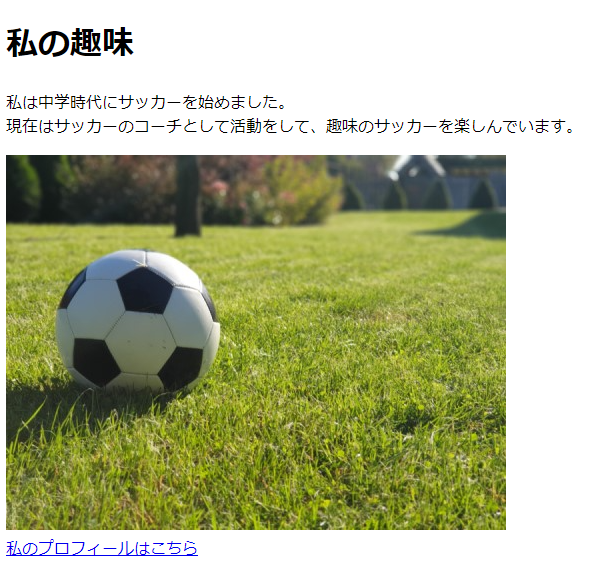 私の趣味
私は中学時代にサッカーを始めました。
現在はサッカーのコーチとして活動をして、趣味のサッカーを楽しんでいます。
私のプロフィールはこちら